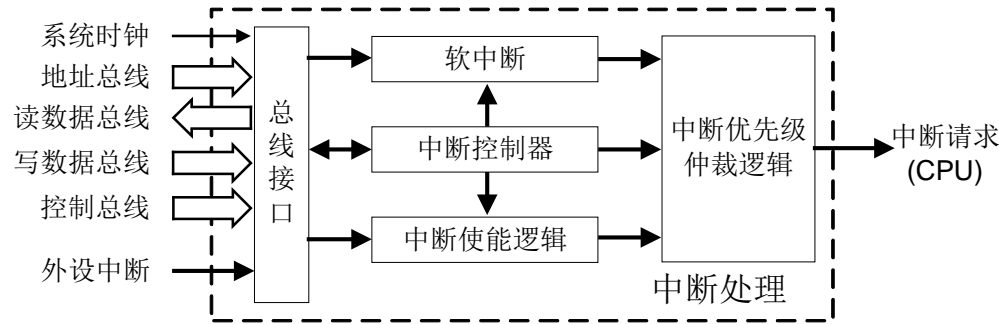 系统时钟
地址总线
读数据总线
写数据总线
控制总线
外设中断
总线接口
软中断
中断控制器
中断使能逻辑
中断优先级
仲裁逻辑
中断处理
中断请求
(CPU)